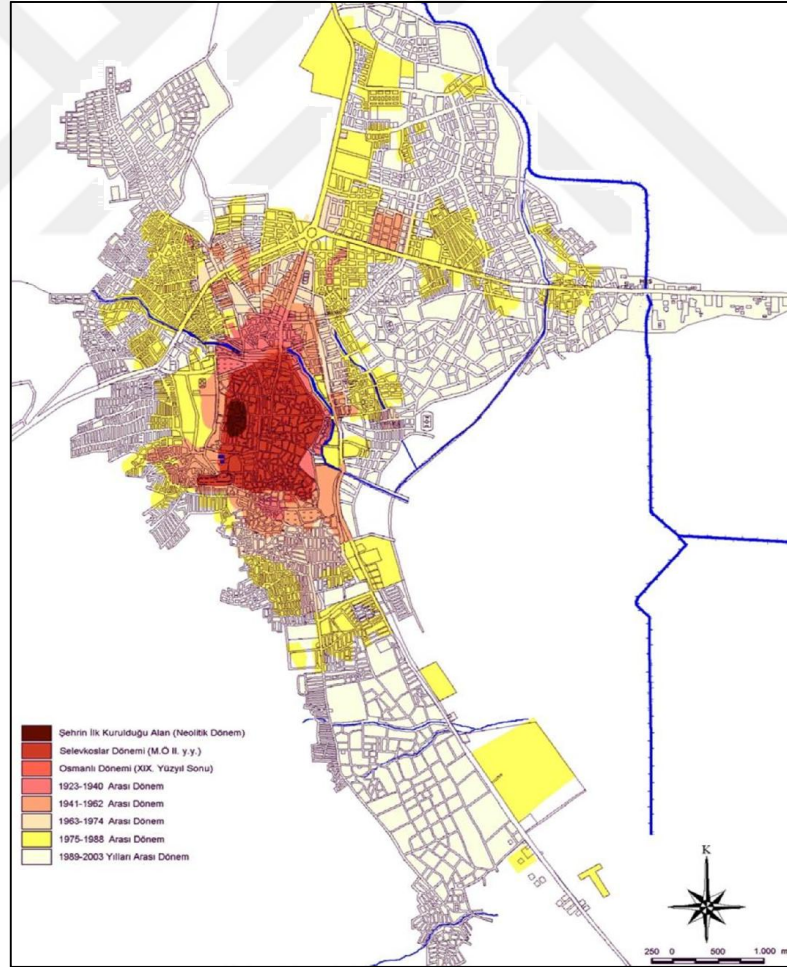 Şehrin İlk Kurulduğu Alan (Neolitik Dönem)
Selevkoslar Dönemi (M.Ö II. y.y.)
Osmanlı Dönemi (XIX. Yüzyıl Sonu)
1923-1940 Arası Dönem
1941-1962 Arası Dönem
1963-1974 Arası Dönem
1975-1988 Arası Dönem
1989-2003 Yılları Arası Dönem
K
250 0 500 1.000 m